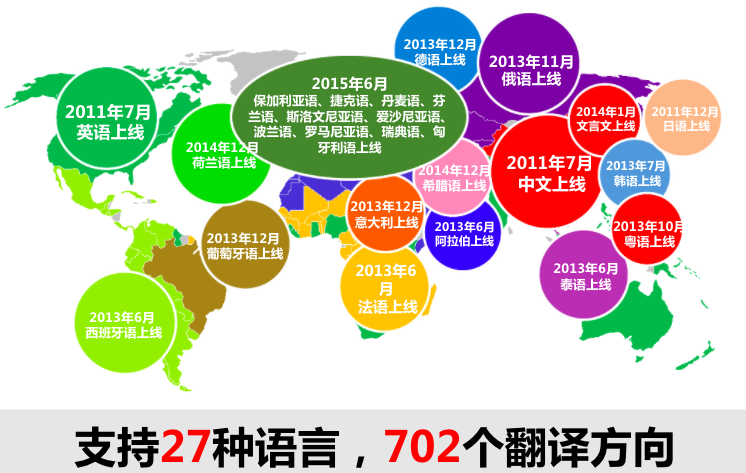 2013年12月
德语上线
2013年11月
俄语上线
2015年6月
保加利亚语、捷克语、丹麦语、芬
兰语、斯洛文尼亚语、爱沙尼亚语、
波兰语、罗马尼亚语、瑞典语、匈
牙利语上线
2011年7月
英语上线
2014年12月
荷兰语上线
2014年1月
文言文上线
2011年12月
日语上线
2014年12月
希腊语上线
2011年7月
中文上线
2013年7月
韩语上线
2013年12月
意大利上线
2013年6月
阿拉伯上线
2013年10月
粤语上线
2013年12月
葡萄牙语上线
2013年6
月
法语上线
2013年6月
泰语上线
2013年6月
西班牙语上线
支持27种语言，702个翻译方向